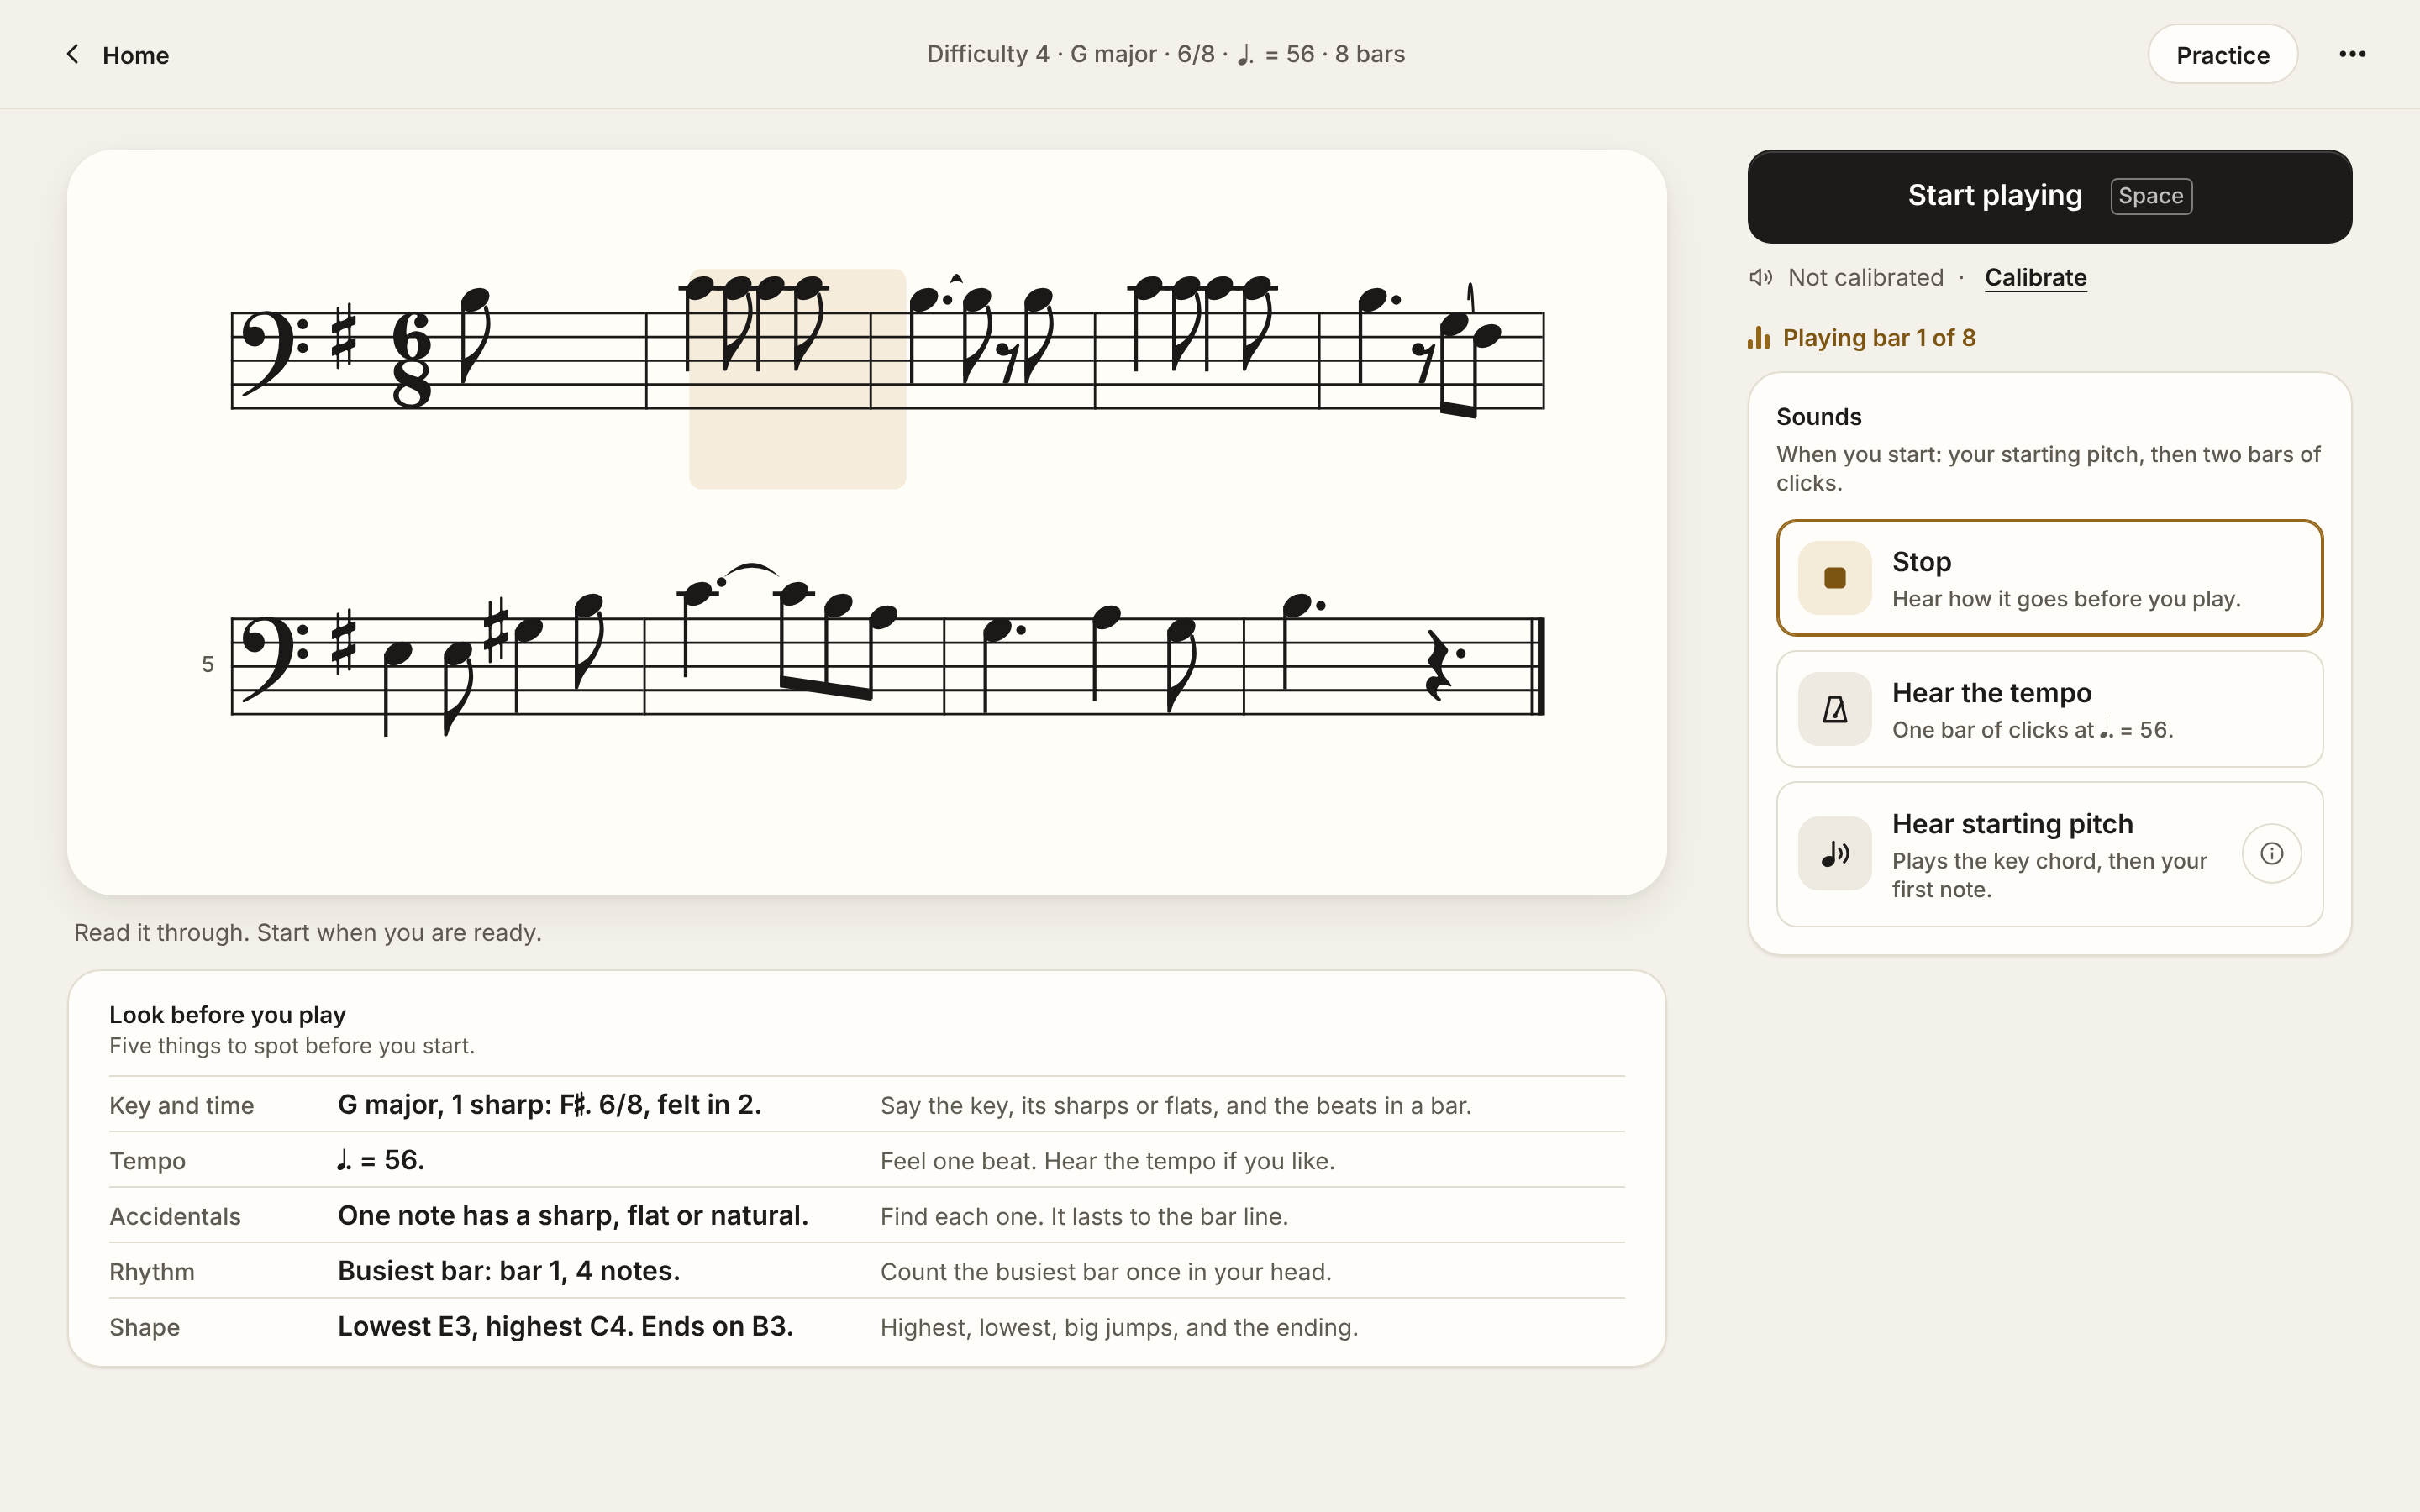 Home
Difficulty 4 · G major · 6/8 · ♩. = 56 · 8 bars
Practice
Start playing Space
Not calibrated · Calibrate
Playing bar 1 of 8
Sounds
When you start: your starting pitch, then two bars of
clicks.
Stop
Hear how it goes before you play.
Hear the tempo
One bar of clicks at ♩. = 56.
Hear starting pitch
Plays the key chord, then your
first note.
6
8
5
Read it through. Start when you are ready.
Look before you play
Five things to spot before you start.
Key and time G major, 1 sharp: F♯. 6/8, felt in 2. Say the key, its sharps or flats, and the beats in a bar.
Tempo ♩. = 56. Feel one beat. Hear the tempo if you like.
Accidentals One note has a sharp, flat or natural. Find each one. It lasts to the bar line.
Rhythm Busiest bar: bar 1, 4 notes. Count the busiest bar once in your head.
Shape Lowest E3, highest C4. Ends on B3. Highest, lowest, big jumps, and the ending.